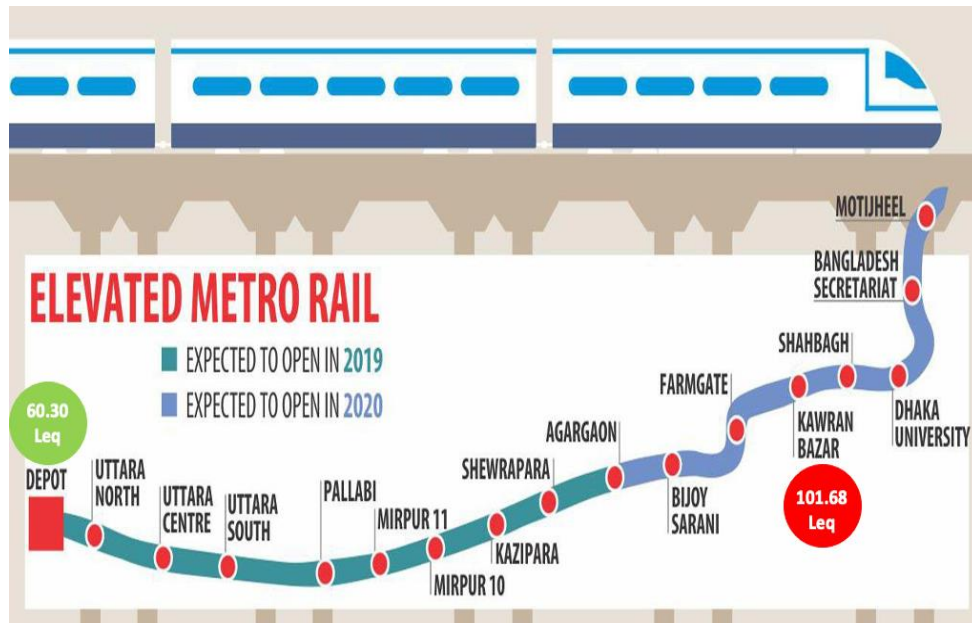 MOTIJHEEL
BANGLADESH
SECRETARIAT
ELEVATED METRO RAIL
EXPECTED TO OPEN IN 2019
EXPECTED TO OPEN IN 2020
SHAHBAGH
FARMGATE
DHAKA
UNIVERSITY
KAWRAN
BAZAR
60.30
Leq
AGARGAON
SHEWRAPARA
DEPOT
UTTARA
NORTH
UTTARA
CENTRE
UTTARA
SOUTH
PALLABI
MIRPUR 11
BIJOY
SARANI
101.68
Leq
KAZIPARA
MIRPUR 10